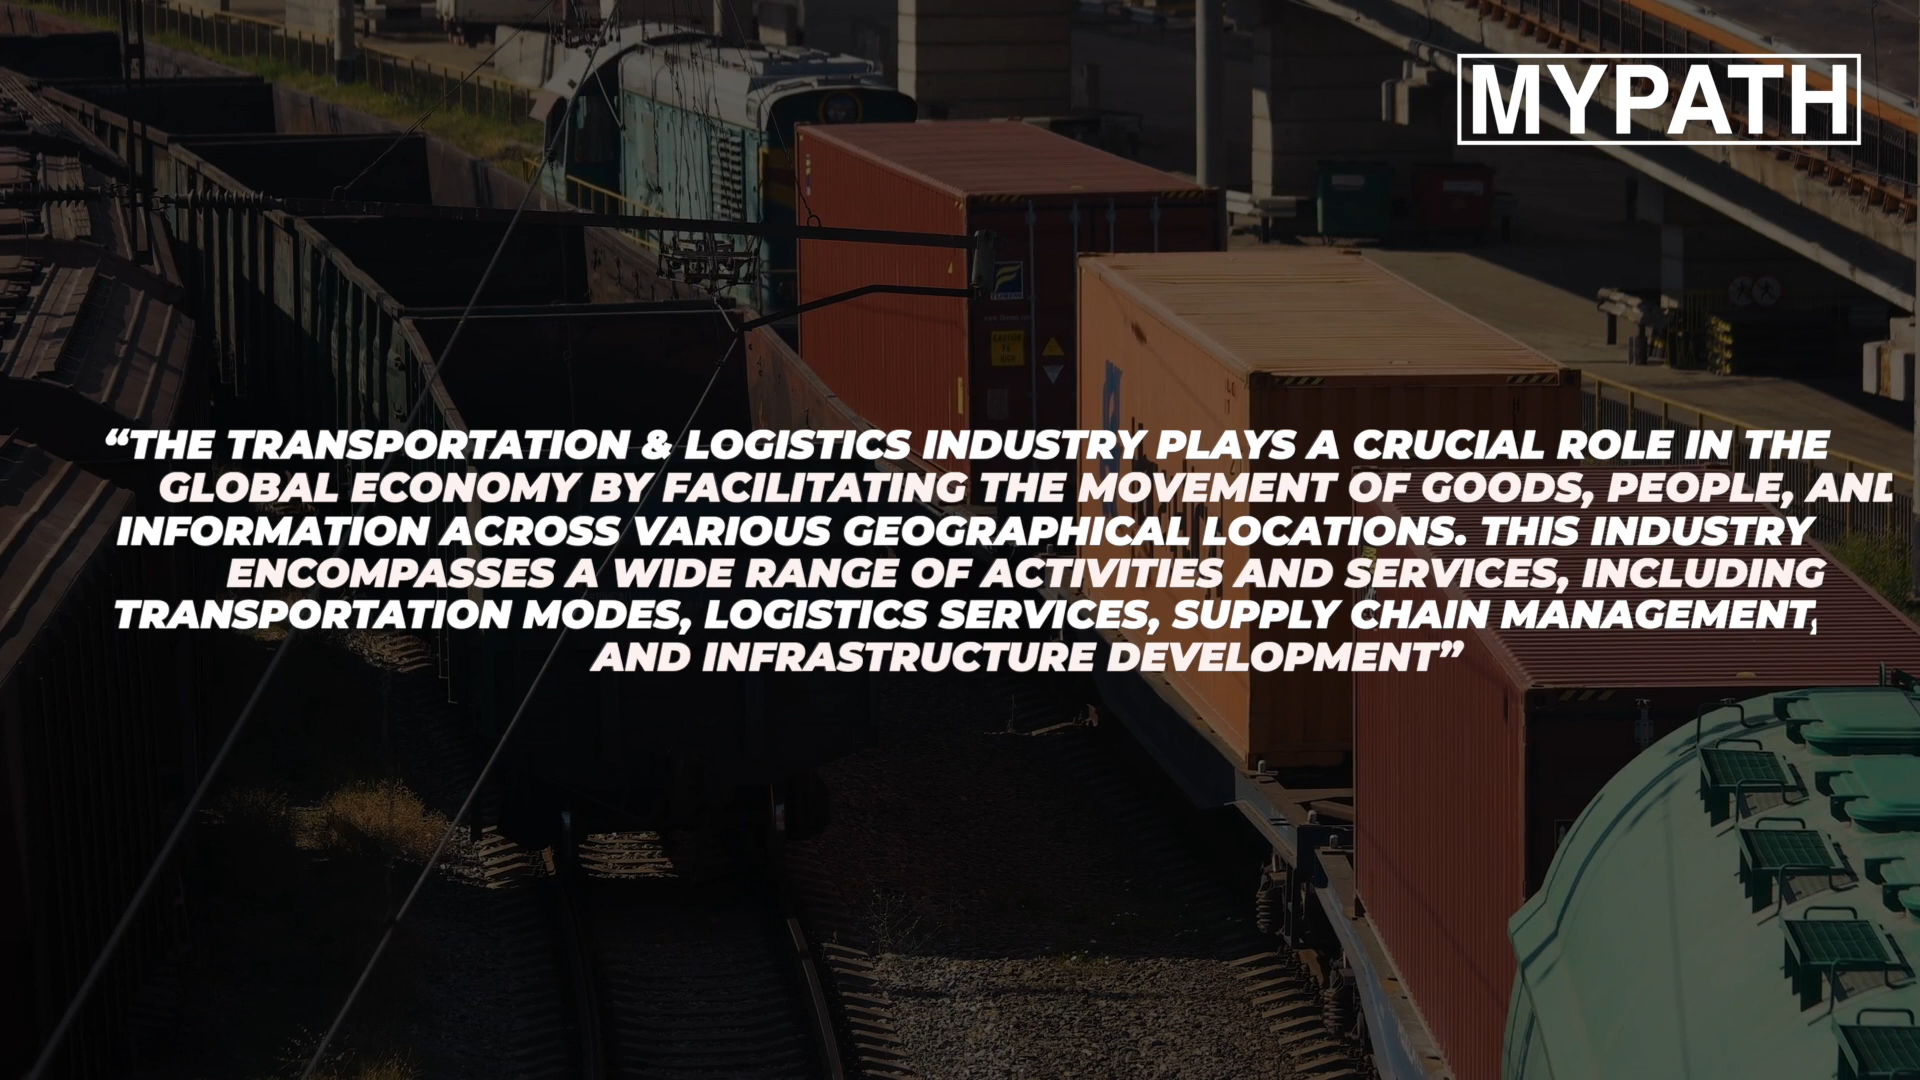 MYPATH
“THE TRANSPORTATION & LOGISTICS INDUSTRY PLAYS A CRUCIAL ROLE IN THE
GLOBAL ECONOMY BY FACILITATING THE MOVEMENT OF GOODS, PEOPLE, AND
INFORMATION ACROSS VARIOUS GEOGRAPHICAL LOCATIONS. THIS INDUSTRY
ENCOMPASSES A WIDE RANGE OF ACTIVITIES AND SERVICES, INCLUDING
TRANSPORTATION MODES, LOGISTICS SERVICES, SUPPLY CHAIN MANAGEMENT,
AND INFRASTRUCTURE DEVELOPMENT”